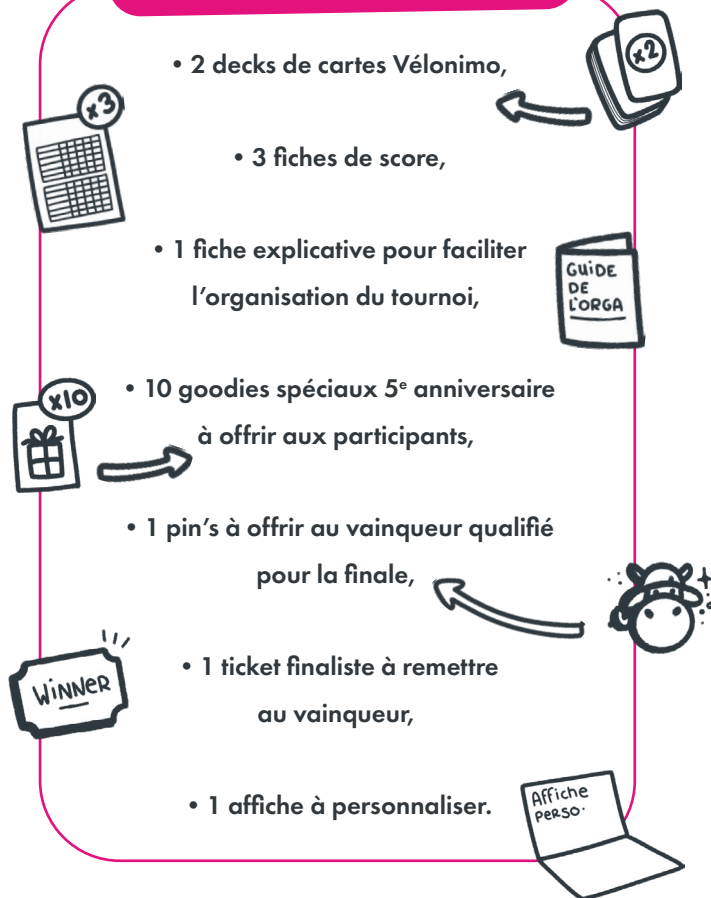 • 2 decks de cartes Vélonimo,
x2
x3
• 3 fiches de score,
• 1 fiche explicative pour faciliter
l'organisation du tournoi,
GUiDE
DE
L'ORGA
x10
• 10 goodies spéciaux 5e anniversaire
à offrir aux participants,
• 1 pin's à offrir au vainqueur qualifié
pour la finale,
WiNNeR
• 1 ticket finaliste à remettre
au vainqueur,
• 1 affiche à personnaliser.
Affiche
PeRSO.